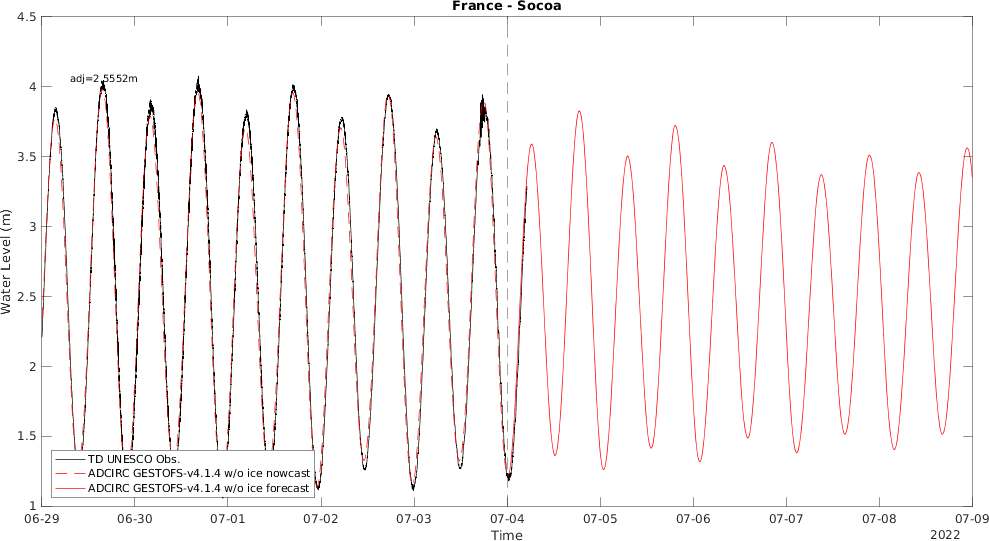 France - Socoa
4.5
adj=2.5552m
4
3.5
3
2.5
2
1.5
1
Water Level (m)
TD UNESCO Obs.
ADCIRC GESTOFS-v4.1.4 w/o ice nowcast
ADCIRC GESTOFS-v4.1.4 w/o ice forecast
06-29 06-30 07-01 07-02 07-03 07-04 07-05 07-06 07-07 07-08 07-09
Time
2022